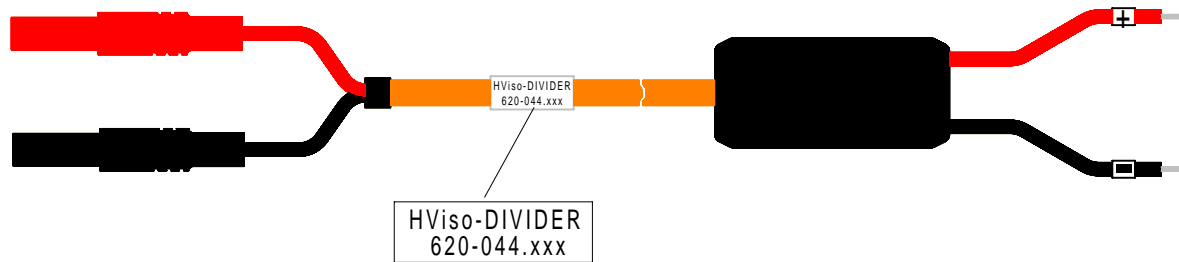 +
HViso-DIVIDER
620-044.xxx
-
HViso-DIVIDER
620-044.xxx